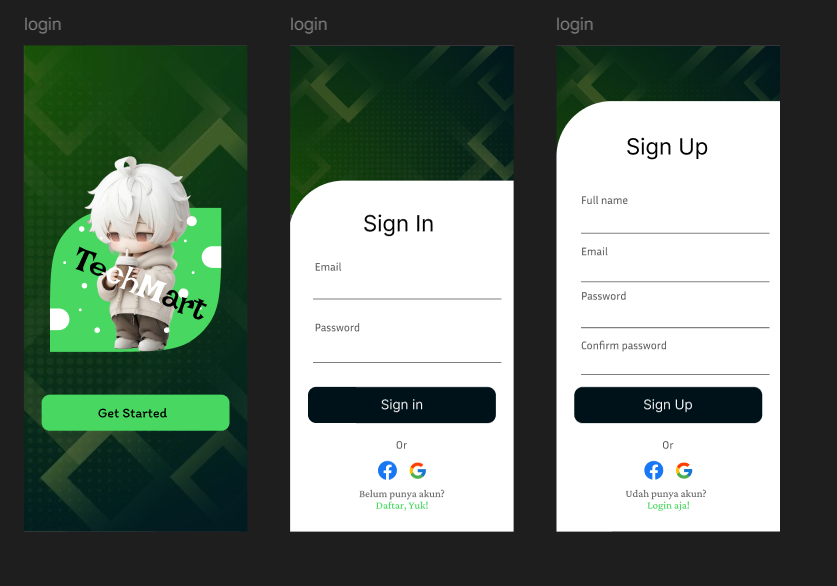 login
TechMart
Get Started
login
Sign In
Email
Password
Sign in
Or
Belum punya akun?
Daftar, Yuk!
login
Sign Up
Full name
Email
Password
Confirm password
Sign Up
Or
Udah punya akun?
Login aja!